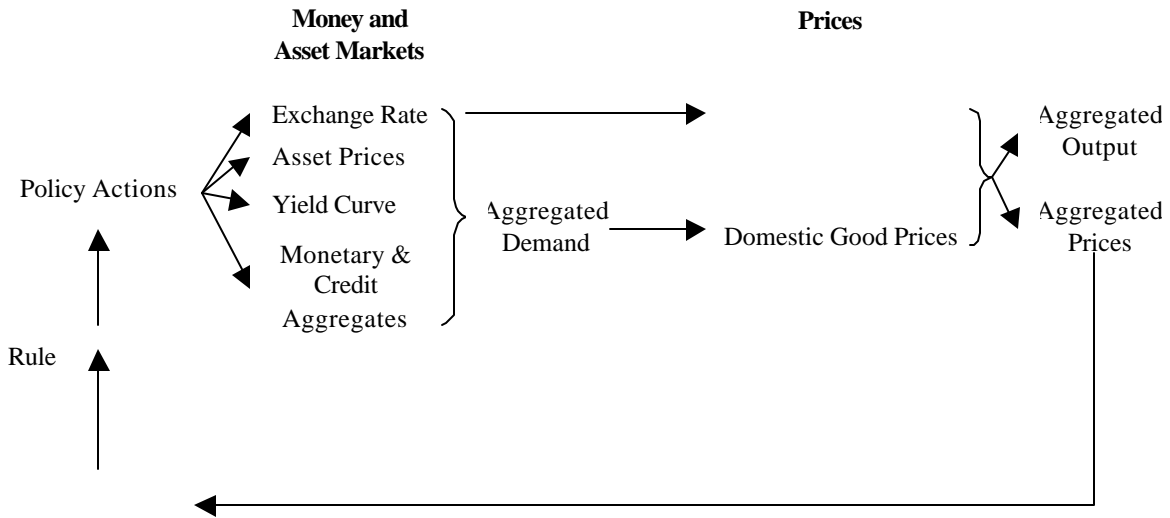 Money and
Asset Markets
Prices
Exchange Rate
Asset Prices
Policy Actions
Yield Curve
Monetary &
Credit
Aggregates
Aggregated
Demand
Domestic Good Prices
Aggregated
Output
Aggregated
Prices
Rule